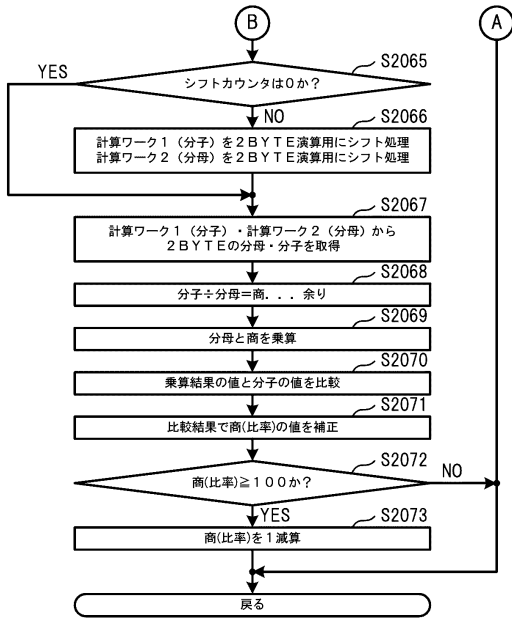 B
A
S2065
シフトカウンタは0か?
YES
NO
S2066
計算ワーク1(分子)を2BYTE演算用にシフト処理
計算ワーク2(分母)を2BYTE演算用にシフト処理
S2067
計算ワーク1(分子)・計算ワーク2(分母)から
2BYTEの分母・分子を取得
S2068
分子÷分母=商...余り
S2069
分母と商を乗算
S2070
乗算結果の値と分子の値を比較
S2071
比較結果で商(比率)の値を補正
S2072
商(比率)≧100か?
NO
YES
S2073
商(比率)を1減算
戻る